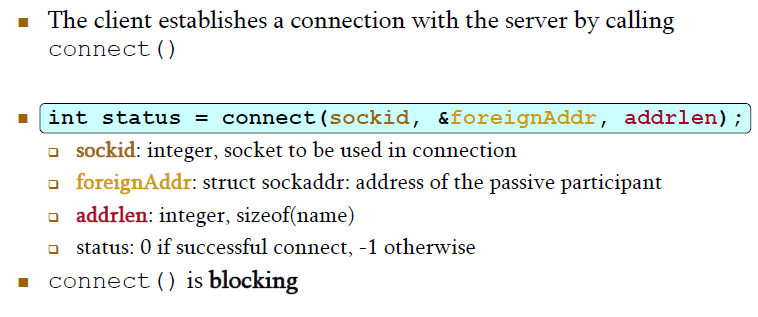 The client establishes a connection with the server by calling
connect()
int status = connect(sockid, &foreignAddr, addrlen);
sockid: integer, socket to be used in connection
foreignAddr: struct sockaddr: address of the passive participant
addrlen: integer, sizeof(name)
status: 0 if successful connect, -1 otherwise
connect() is blocking